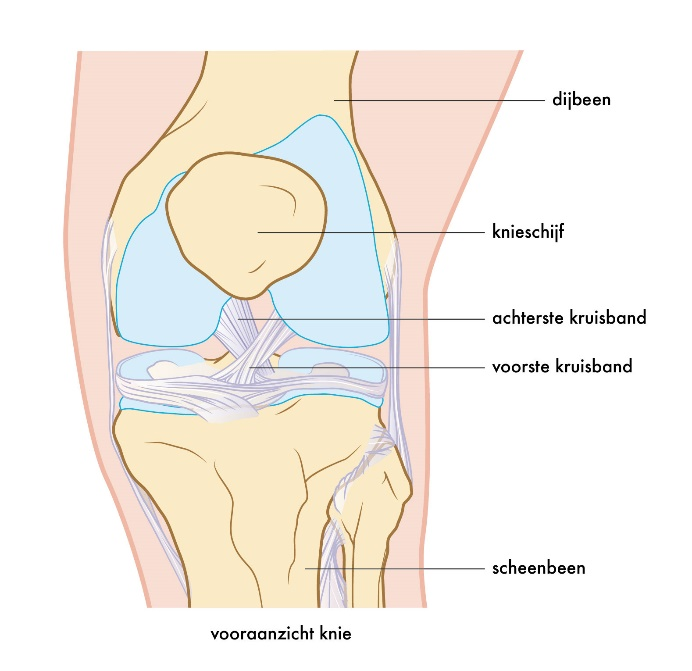 dijbeen
knieschijf
achterste kruisband
voorste kruisband
scheenbeen
vooraanzicht knie